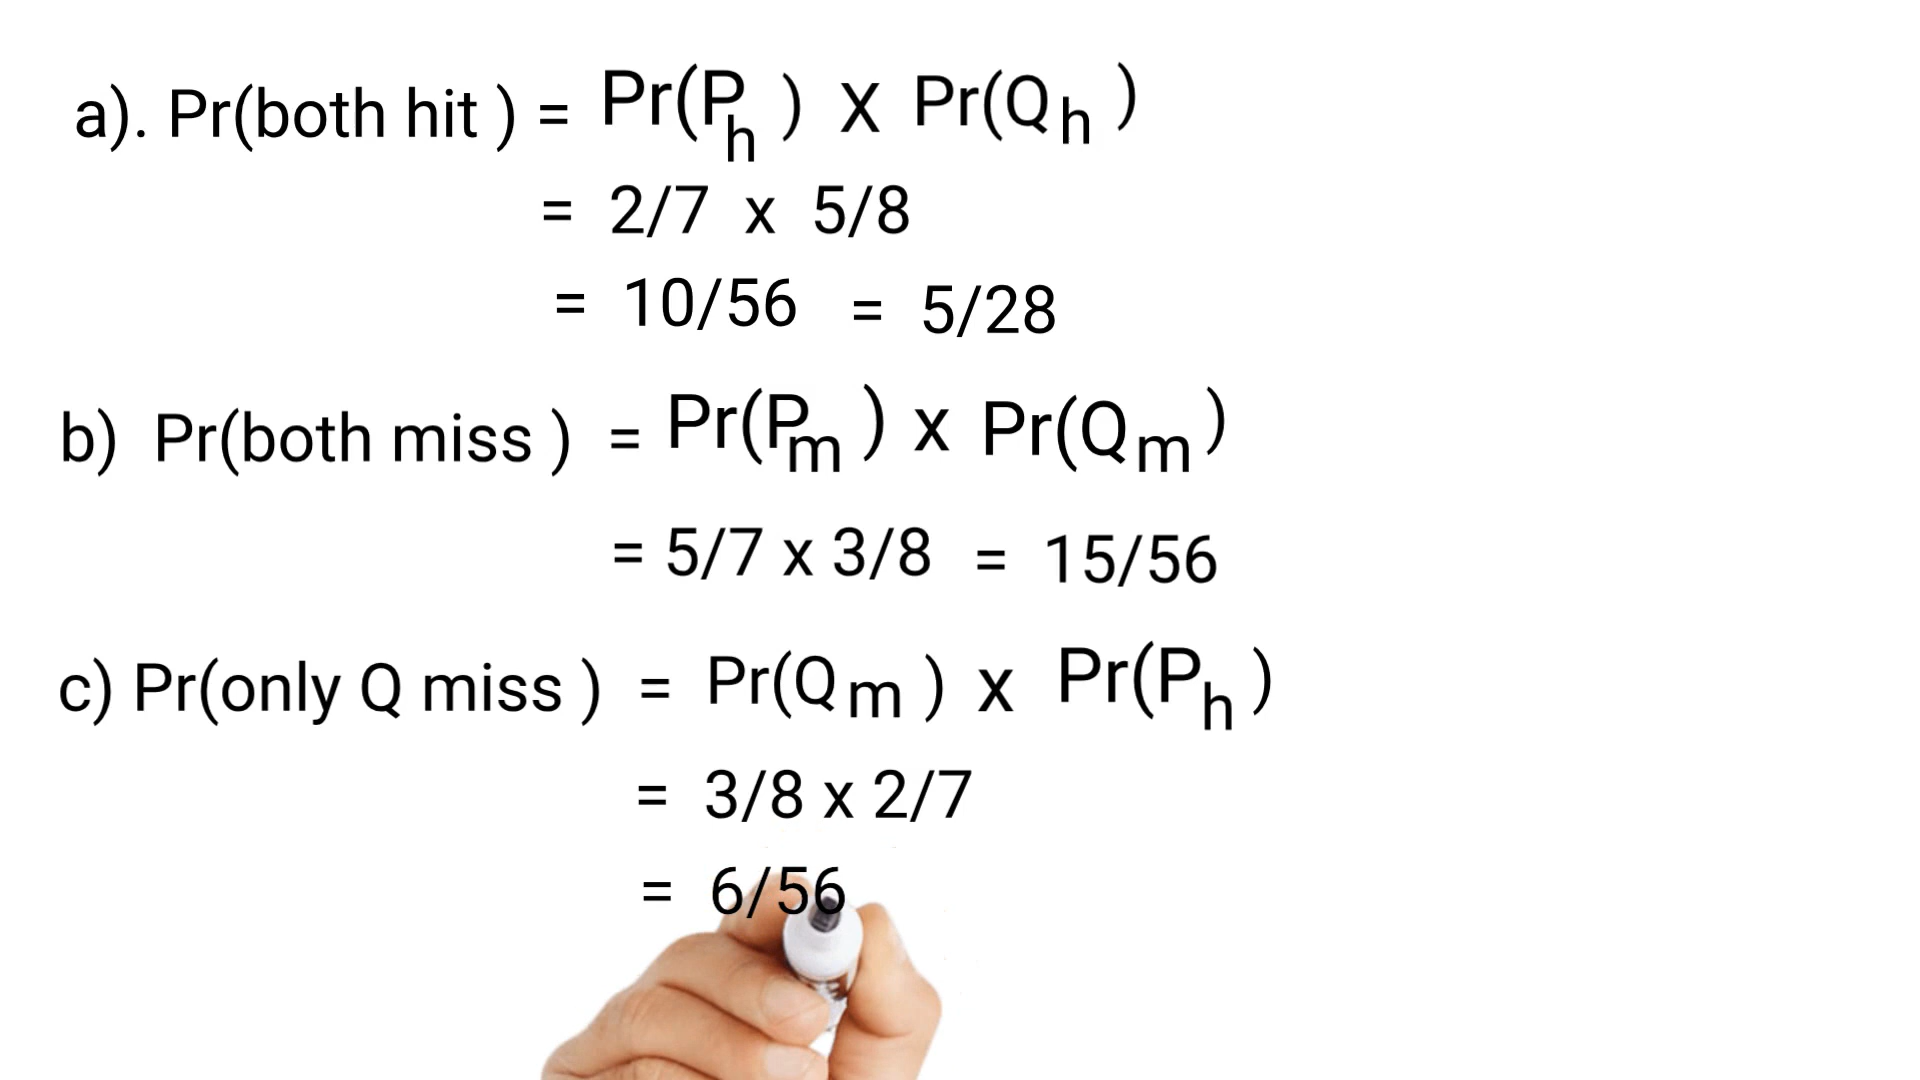 a). Pr(both hit ) = Pr(Ph ) X Pr(Qh )
= 2/7 x 5/8
= 10/56 = 5/28
b) Pr(both miss ) = Pr(Pm ) x Pr(Qm )
= 5/7 x 3/8 = 15/56
c) Pr(only Q miss ) = Pr(Qm ) x Pr(Ph )
= 3/8 x 2/7
= 6/56